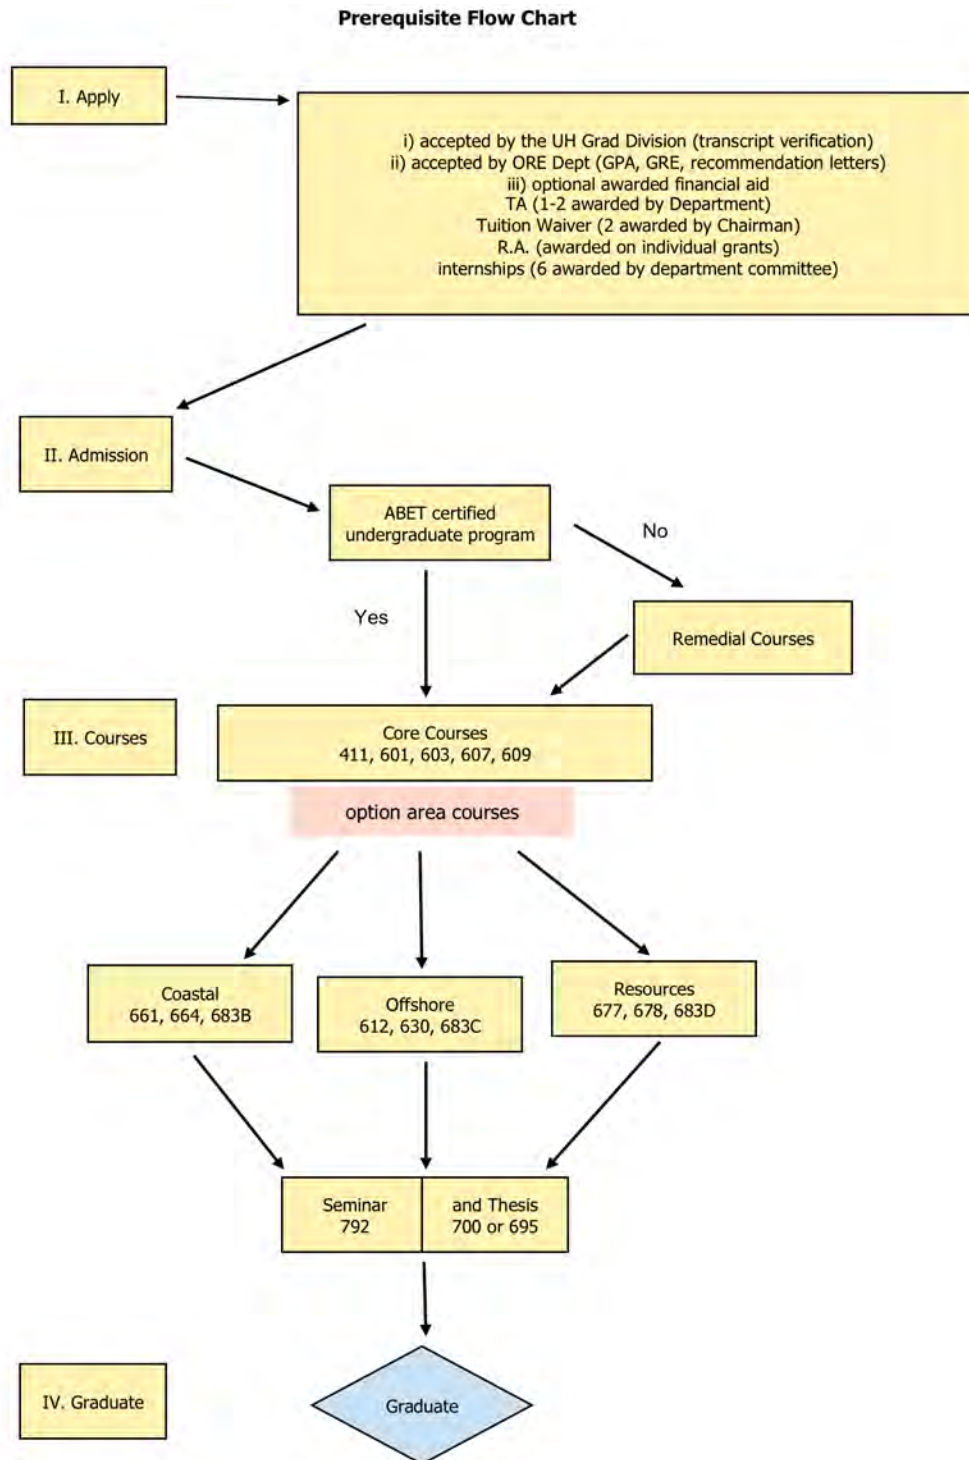 Prerequisite Flow Chart
I. Apply
i) accepted by the UH Grad Division (transcript verification)
ii) accepted by ORE Dept (GPA, GRE, recommendation letters)
iii) optional awarded financial aid
TA (1-2 awarded by Department)
Tuition Waiver (2 awarded by Chairman)
R.A. (awarded on individual grants)
internships (6 awarded by department committee)
II. Admission
ABET certified
undergraduate program
No
Yes
Remedial Courses
III. Courses
Core Courses
411, 601, 603, 607, 609
option area courses
Coastal
661, 664, 683B
Offshore
612, 630, 683C
Resources
677, 678, 683D
Seminar
792
and Thesis
700 or 695
IV. Graduate
Graduate